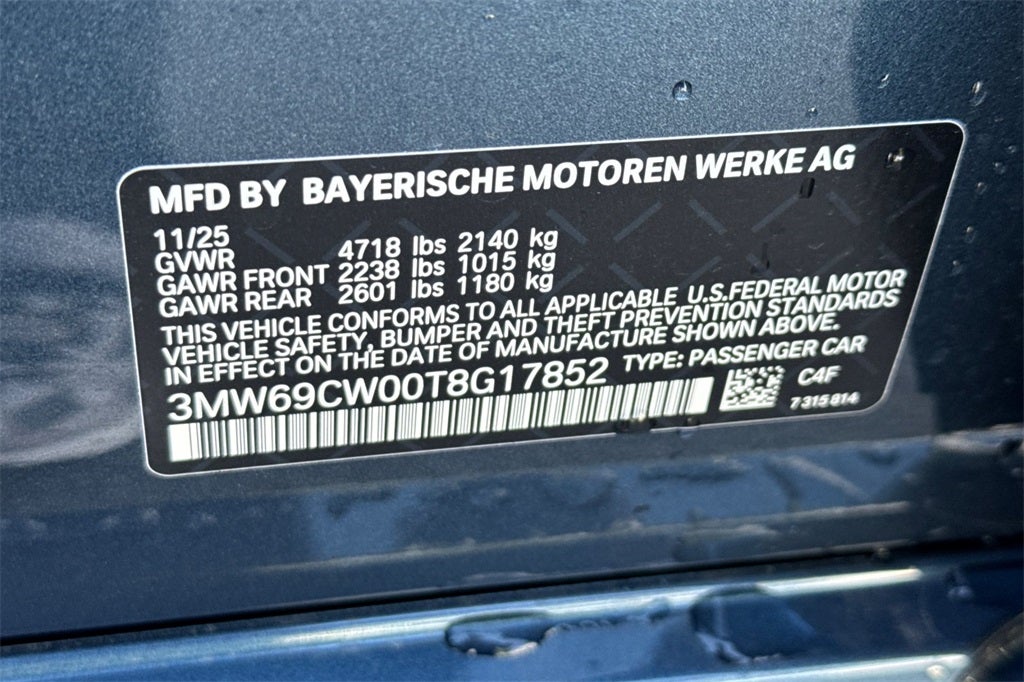 MFD BY BAYERISCHE MOTOREN WERKE AG
11/25
GVWR 4718 lbs 2140 kg
GAWR FRONT 2238 lbs 1015 kg
GAWR REAR 2601 lbs 1180 kg
THIS VEHICLE CONFORMS TO ALL APPLICABLE U.S.FEDERAL MOTOR
VEHICLE SAFETY, BUMPER AND THEFT PREVENTION STANDARDS
IN EFFECT ON THE DATE OF MANUFACTURE SHOWN ABOVE.
3MW69CW00T8G17852 TYPE: PASSENGER CAR
C4F
7 315 814